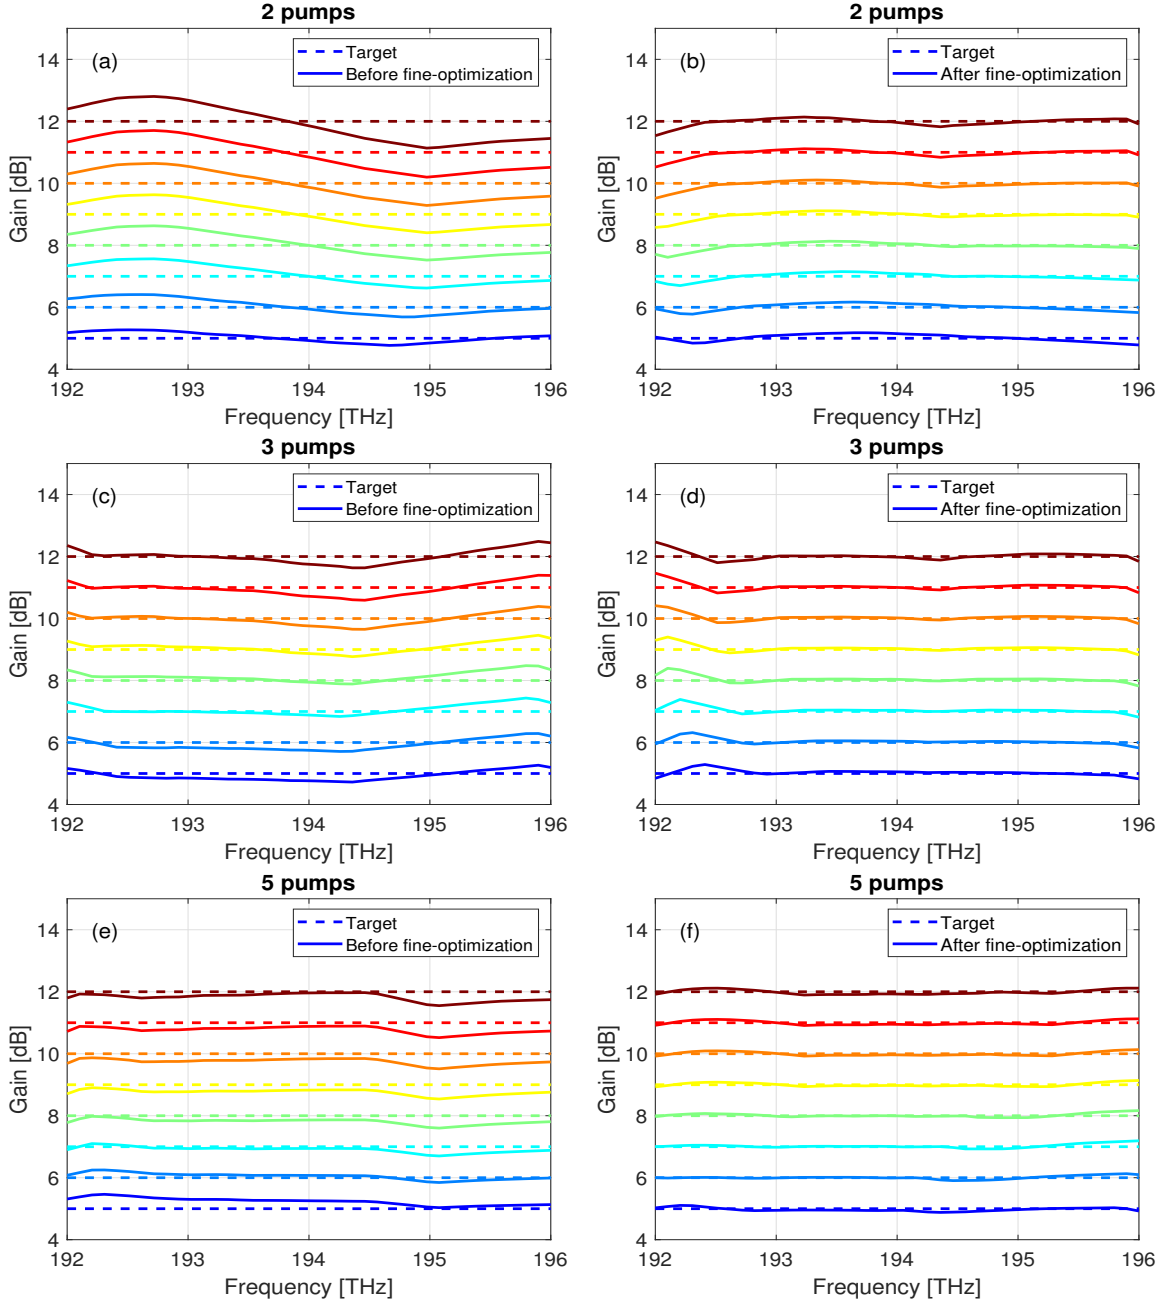 2 pumps
(a)
Target
Before fine-optimization
14
12
10
8
6
4
Gain [dB]
192 193 194 195 196
Frequency [THz]
2 pumps
(b)
Target
After fine-optimization
14
12
10
8
6
4
Gain [dB]
192 193 194 195 196
Frequency [THz]
3 pumps
(c)
Target
Before fine-optimization
14
12
10
8
6
4
Gain [dB]
192 193 194 195 196
Frequency [THz]
3 pumps
(d)
Target
After fine-optimization
14
12
10
8
6
4
Gain [dB]
192 193 194 195 196
Frequency [THz]
5 pumps
(e)
Target
Before fine-optimization
14
12
10
8
6
4
Gain [dB]
192 193 194 195 196
Frequency [THz]
5 pumps
(f)
Target
After fine-optimization
14
12
10
8
6
4
Gain [dB]
192 193 194 195 196
Frequency [THz]